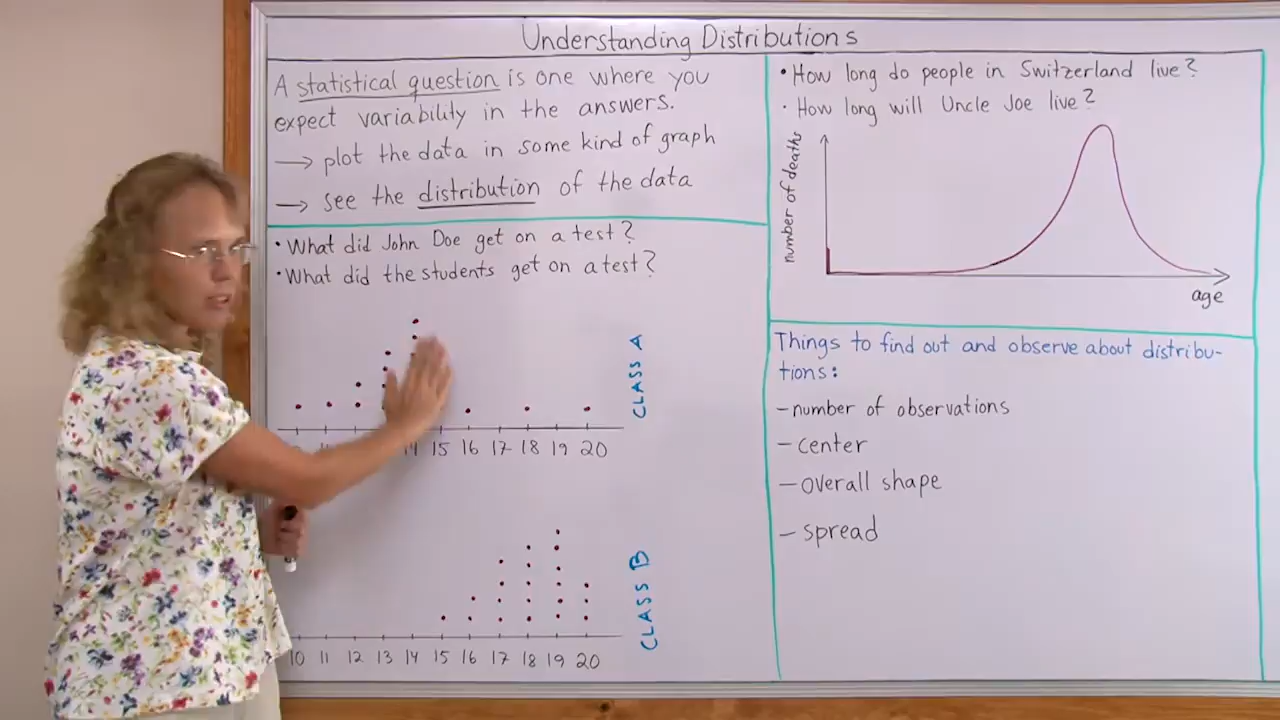 Understanding Distributions
A statistical question is one where you
expect variability in the answers.
→ plot the data in some kind of graph
→ see the distribution of the data
• What did John Doe get on a test?
• What did the students get on a test?
CLASS A
14 15 16 17 18 19 20
CLASS B
10 11 12 13 14 15 16 17 18 19 20
• How long do people in Switzerland live?
• How long will Uncle Joe live?
number of deaths
age
Things to find out and observe about distribu-
tions:
- number of observations
- center
- overall shape
- spread